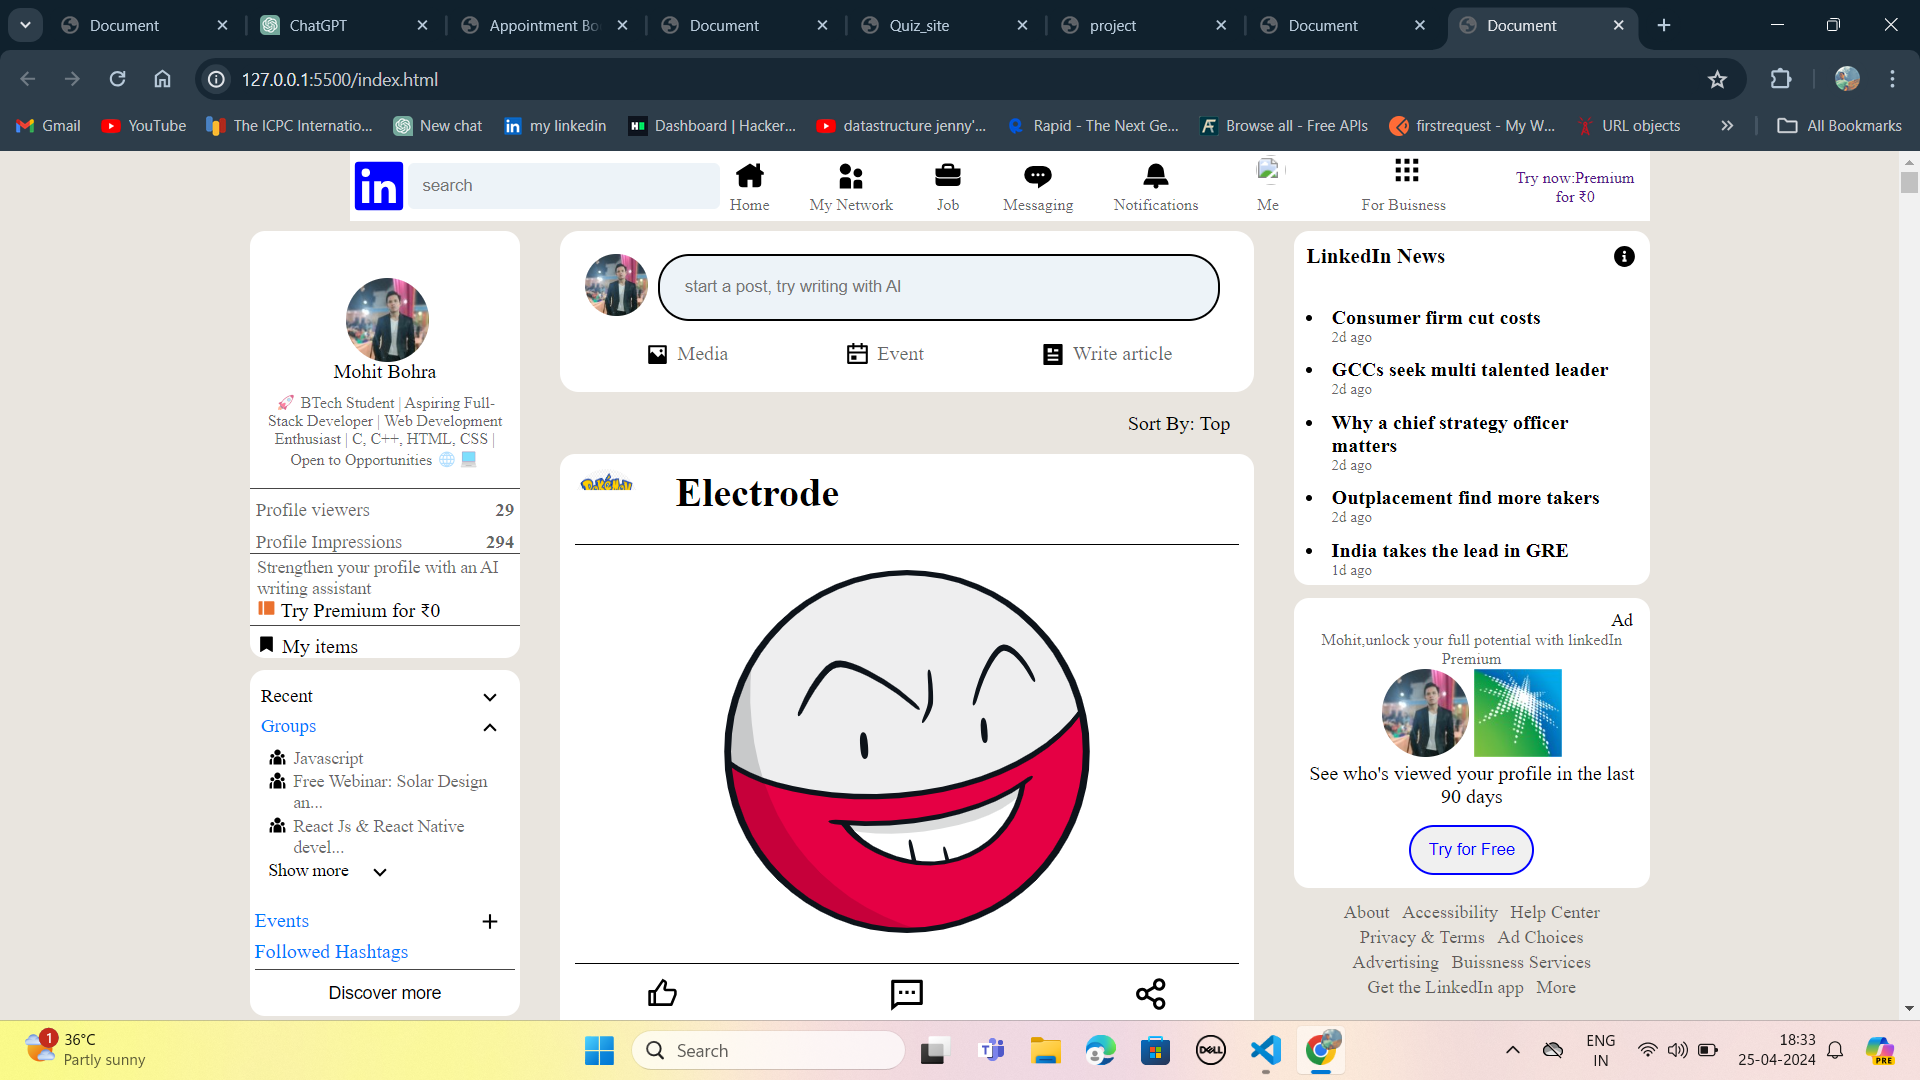 Document
ChatGPT
Appointment Bo
Document
Quiz_site
project
Document
Document
127.0.0.1:5500/index.html
Gmail
YouTube
The ICPC Internatio...
New chat
my linkedin
Dashboard | Hacker...
datastructure jenny'...
Rapid - The Next Ge...
Browse all - Free APIs
firstrequest - My W...
URL objects
All Bookmarks
in
search
Home
My Network
Job
Messaging
Notifications
Me
For Buisness
Try now:Premium
for ₹0
Mohit Bohra
🚀 BTech Student | Aspiring Full-
Stack Developer | Web Development
Enthusiast | C, C++, HTML, CSS |
Open to Opportunities 🌐 💻
Profile viewers 29
Profile Impressions 294
Strengthen your profile with an AI
writing assistant
Try Premium for ₹0
My items
Recent
Groups
Javascript
Free Webinar: Solar Design
an...
React Js & React Native
devel...
Show more
Events
Followed Hashtags
Discover more
start a post, try writing with AI
Media
Event
Write article
Sort By: Top
POKéMON
Electrode
LinkedIn News
• Consumer firm cut costs
2d ago
• GCCs seek multi talented leader
2d ago
• Why a chief strategy officer
matters
2d ago
• Outplacement find more takers
2d ago
• India takes the lead in GRE
1d ago
Ad
Mohit,unlock your full potential with linkedIn
Premium
See who's viewed your profile in the last
90 days
Try for Free
About Accessibility Help Center
Privacy & Terms Ad Choices
Advertising Buissness Services
Get the LinkedIn app More
1
36°C
Partly sunny
Search
DELL
ENG
IN
18:33
25-04-2024
PRE